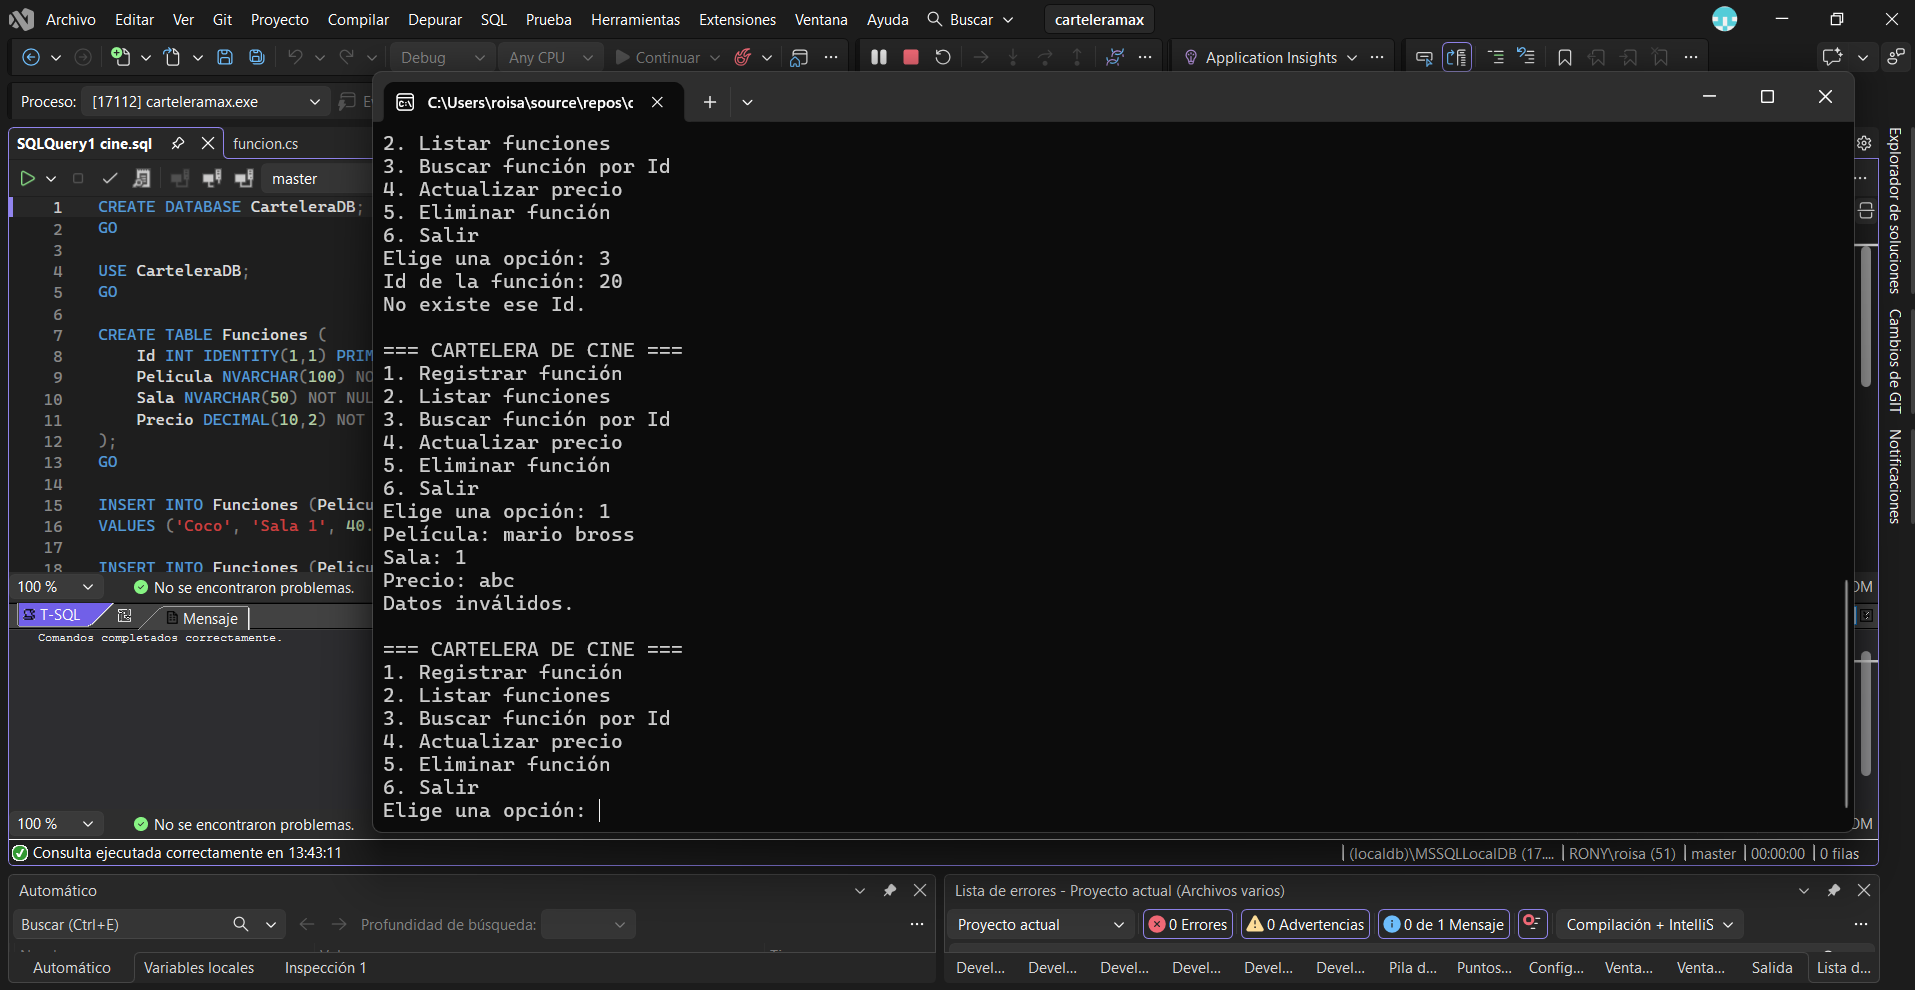 Archivo Editar Ver Git Proyecto Compilar Depurar SQL Prueba Herramientas Extensiones Ventana Ayuda Buscar carteleramax
Debug Any CPU Continuar Application Insights
Proceso: [17112] carteleramax.exe
C:\Users\roisa\source\repos\c
SQLQuery1 cine.sql funcion.cs
master
1 CREATE DATABASE CarteleraDB;
2 GO
3
4 USE CarteleraDB;
5 GO
6
7 CREATE TABLE Funciones (
8 Id INT IDENTITY(1,1) PRIM
9 Pelicula NVARCHAR(100) NO
10 Sala NVARCHAR(50) NOT NUL
11 Precio DECIMAL(10,2) NOT
12 );
13 GO
14
15 INSERT INTO Funciones (Pelicu
16 VALUES ('Coco', 'Sala 1', 40.
17
18 INSERT INTO Funciones (Pelicu
100 % No se encontraron problemas.
T-SQL Mensaje
Comandos completados correctamente.
100 % No se encontraron problemas.
2. Listar funciones
3. Buscar función por Id
4. Actualizar precio
5. Eliminar función
6. Salir
Elige una opción: 3
Id de la función: 20
No existe ese Id.
=== CARTELERA DE CINE ===
1. Registrar función
2. Listar funciones
3. Buscar función por Id
4. Actualizar precio
5. Eliminar función
6. Salir
Elige una opción: 1
Película: mario bross
Sala: 1
Precio: abc
Datos inválidos.
=== CARTELERA DE CINE ===
1. Registrar función
2. Listar funciones
3. Buscar función por Id
4. Actualizar precio
5. Eliminar función
6. Salir
Elige una opción:
Explorador de soluciones
Cambios de GIT
Notificaciones
Consulta ejecutada correctamente en 13:43:11 (localdb)\MSSQLLocalDB (17.... RONY\roisa (51) master 00:00:00 0 filas
Automático
Buscar (Ctrl+E) Profundidad de búsqueda:
Automático Variables locales Inspección 1
Lista de errores - Proyecto actual (Archivos varios)
Proyecto actual 0 Errores 0 Advertencias 0 de 1 Mensaje Compilación + IntelliS
Devel... Devel... Devel... Devel... Devel... Devel... Pila d... Puntos... Config... Venta... Venta... Salida Lista d...